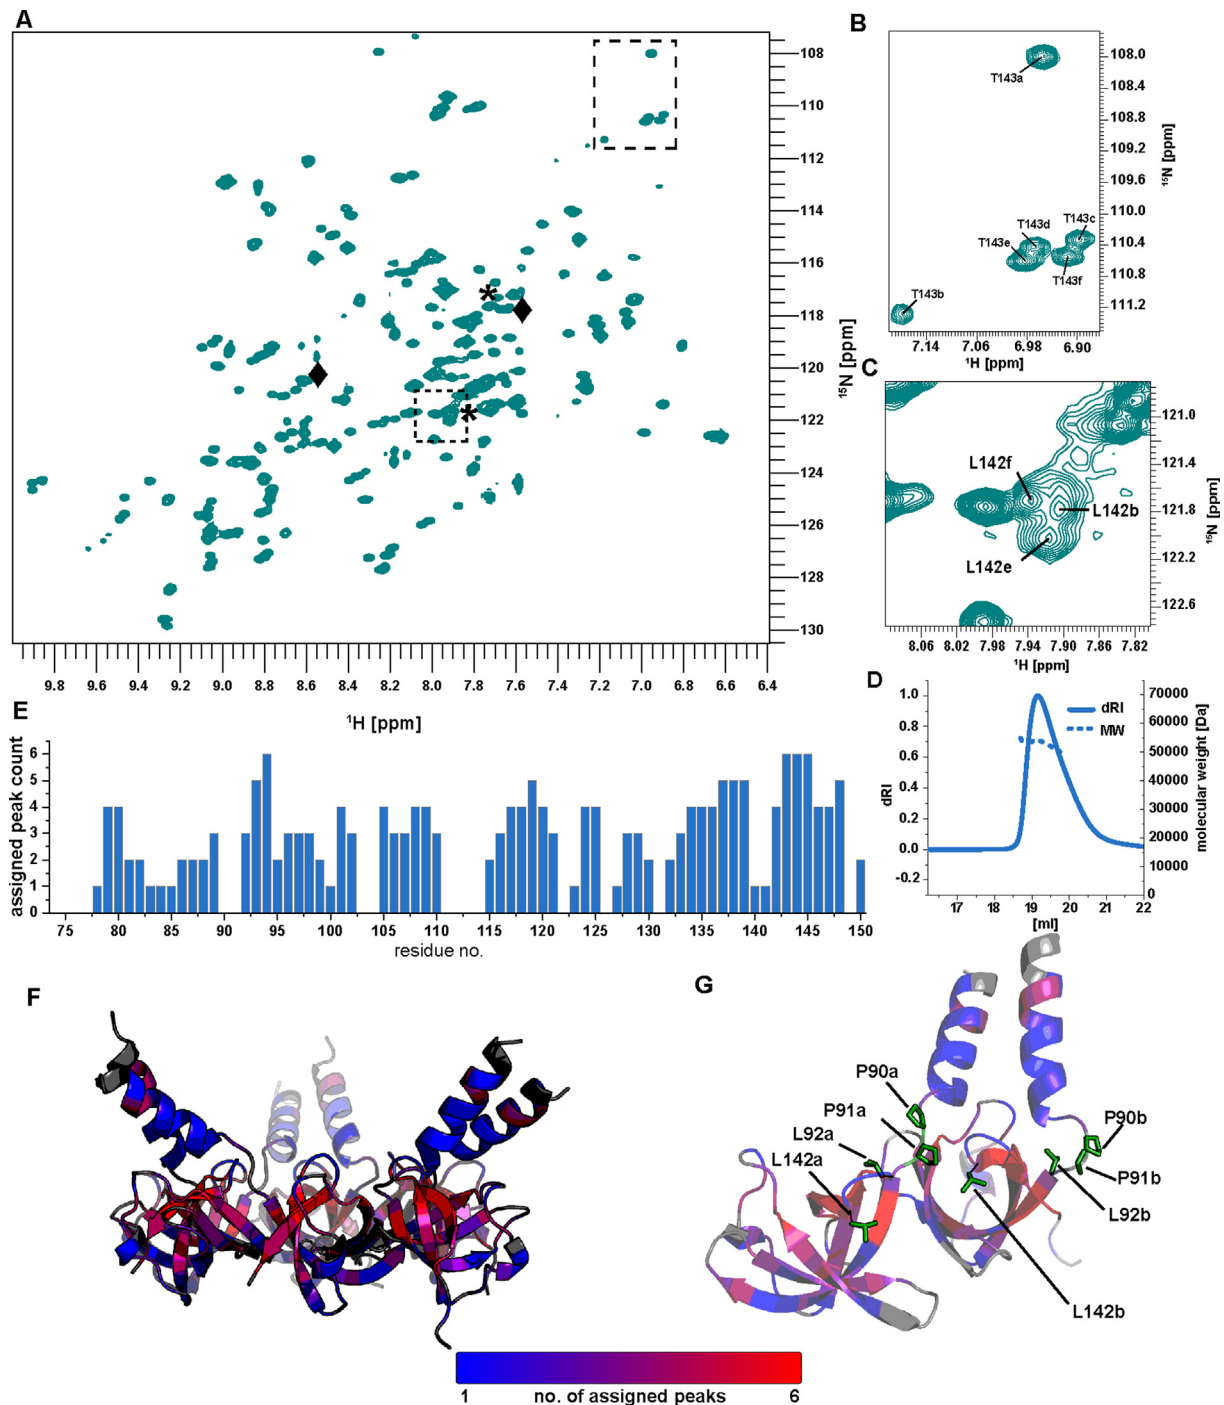 A
108
110
112
114
116
118
120
122
124
126
128
130
15N [ppm]
9.8 9.6 9.4 9.2 9.0 8.8 8.6 8.4 8.2 8.0 7.8 7.6 7.4 7.2 7.0 6.8 6.6 6.4
1H [ppm]
*
*
B
T143a
T143d
T143c
T143e
T143f
T143b
108.0
108.4
108.8
109.2
109.6
110.0
110.4
110.8
111.2
15N [ppm]
7.14 7.06 6.98 6.90
1H [ppm]
C
L142f
L142b
L142e
121.0
121.4
121.8
122.2
122.6
15N [ppm]
8.06 8.02 7.98 7.94 7.90 7.86 7.82
1H [ppm]
D
dRI
MW
1.0
0.8
0.6
0.4
0.2
0.0
-0.2
dRI
70000
60000
50000
40000
30000
20000
10000
0
molecular weight [Da]
17 18 19 20 21 22
[ml]
E
assigned peak count
6
5
4
3
2
1
0
75 80 85 90 95 100 105 110 115 120 125 130 135 140 145 150
residue no.
F
G
P90a
P91a
L92a
L142a
P90b
P91b
L92b
L142b
1 no. of assigned peaks 6